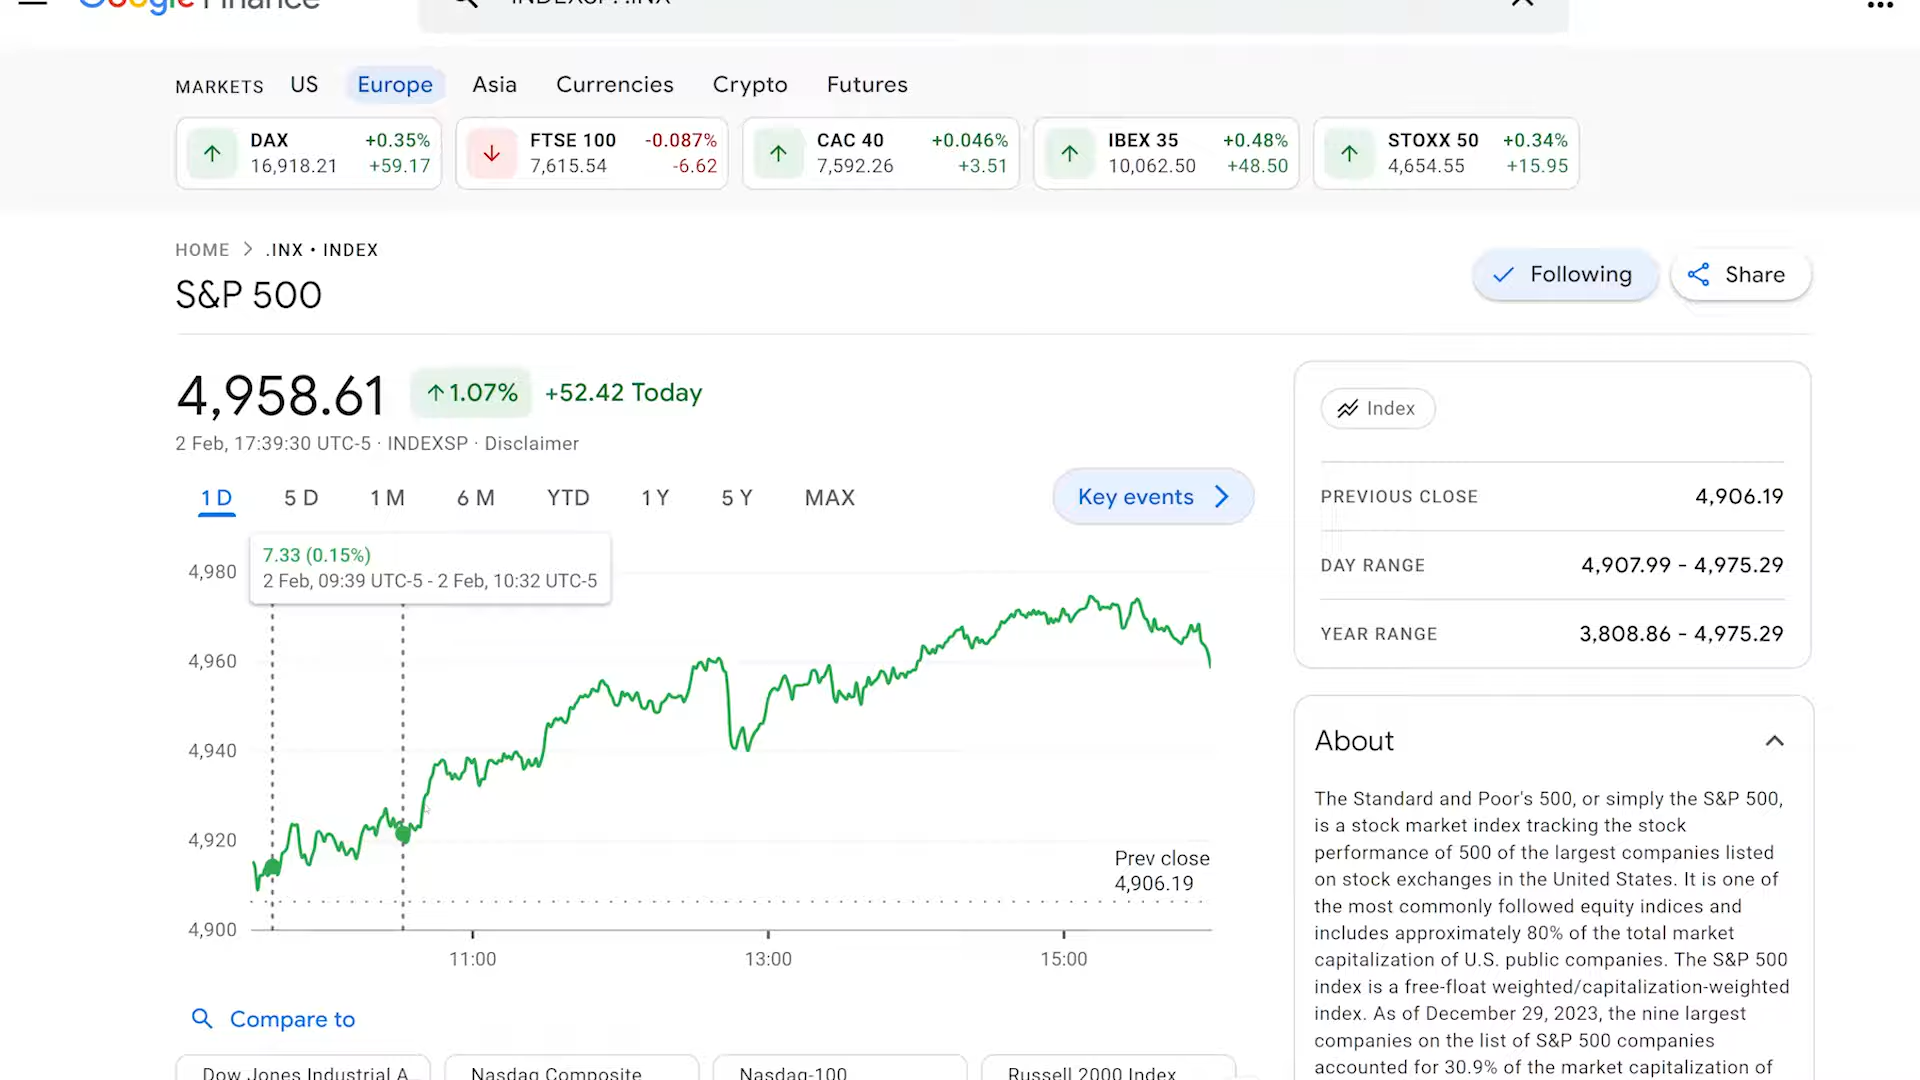 Google Finance
INDEXSP: .INX
MARKETS US Europe Asia Currencies Crypto Futures
DAX +0.35%
16,918.21 +59.17
FTSE 100 -0.087%
7,615.54 -6.62
CAC 40 +0.046%
7,592.26 +3.51
IBEX 35 +0.48%
10,062.50 +48.50
STOXX 50 +0.34%
4,654.55 +15.95
HOME > .INX • INDEX
S&P 500
Following
Share
4,958.61 ↑1.07% +52.42 Today
2 Feb, 17:39:30 UTC-5 · INDEXSP · Disclaimer
1 D 5 D 1 M 6 M YTD 1 Y 5 Y MAX
Key events
7.33 (0.15%)
2 Feb, 09:39 UTC-5 - 2 Feb, 10:32 UTC-5
4,980
4,960
4,940
4,920
4,900
Prev close
4,906.19
11:00 13:00 15:00
Compare to
Dow Jones Industrial A...
Nasdaq Composite
Nasdaq-100
Russell 2000 Index
Index
PREVIOUS CLOSE 4,906.19
DAY RANGE 4,907.99 - 4,975.29
YEAR RANGE 3,808.86 - 4,975.29
About
The Standard and Poor's 500, or simply the S&P 500,
is a stock market index tracking the stock
performance of 500 of the largest companies listed
on stock exchanges in the United States. It is one of
the most commonly followed equity indices and
includes approximately 80% of the total market
capitalization of U.S. public companies. The S&P 500
index is a free-float weighted/capitalization-weighted
index. As of December 29, 2023, the nine largest
companies on the list of S&P 500 companies
accounted for 30.9% of the market capitalization of